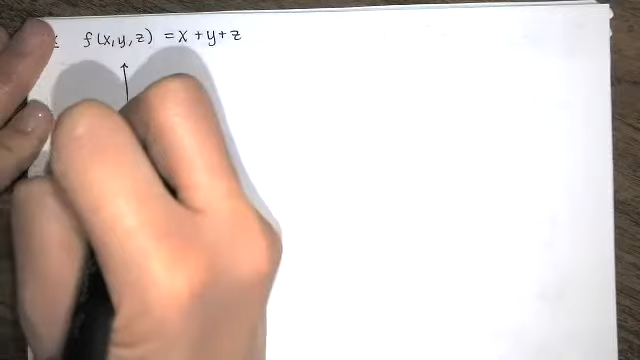 f(x,y,z) = x+y+z